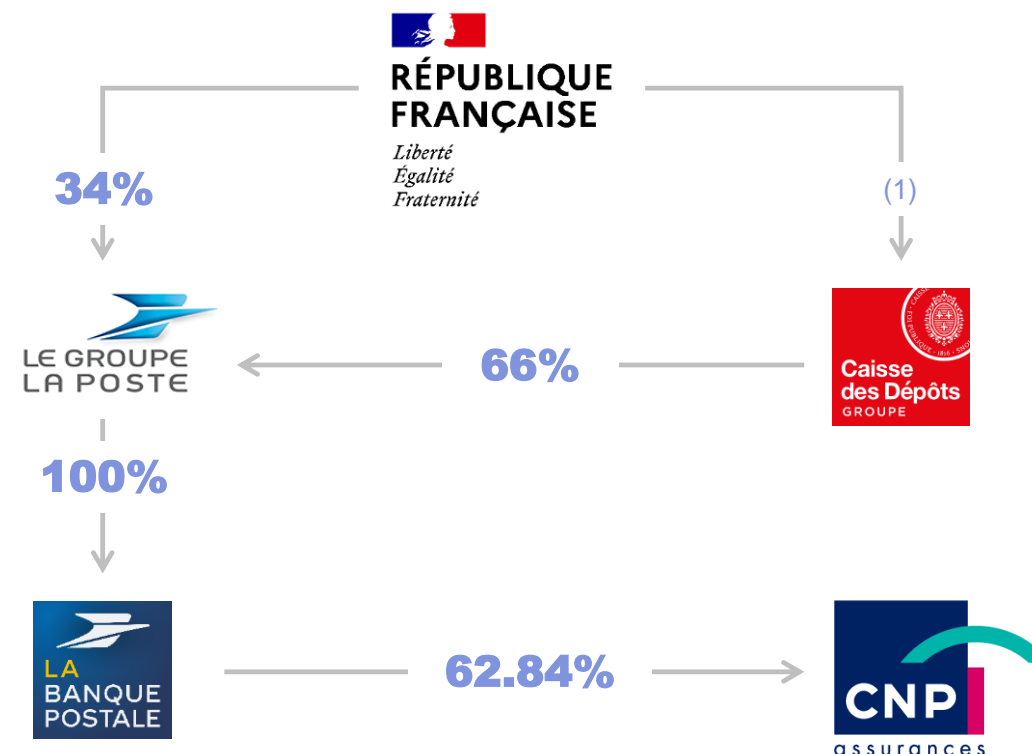 RÉPUBLIQUE
FRANÇAISE
Liberté
Égalité
Fraternité
34%
(1)
LE GROUPE
LA POSTE
66%
Caisse
des Dépôts
GROUPE
100%
LA
BANQUE
POSTALE
62.84%
CNP
assurances